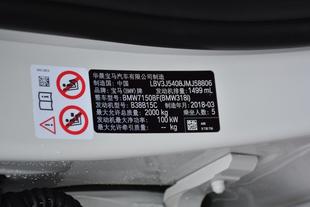 华晨宝马汽车有限公司制造
制造国: 中国 LBV3J5408JMJ58806
品牌: 宝马(BMW)牌 发动机排量: 1499 mL
整车型号: BMW7150BF(BMW318i)
发动机型号: B38B15C 制造年月: 2018-03
最大允许总质量: 2000 kg 乘坐人数: 5
发动机最大净功率: 100 kW
最大允许牵引质量: -- kg